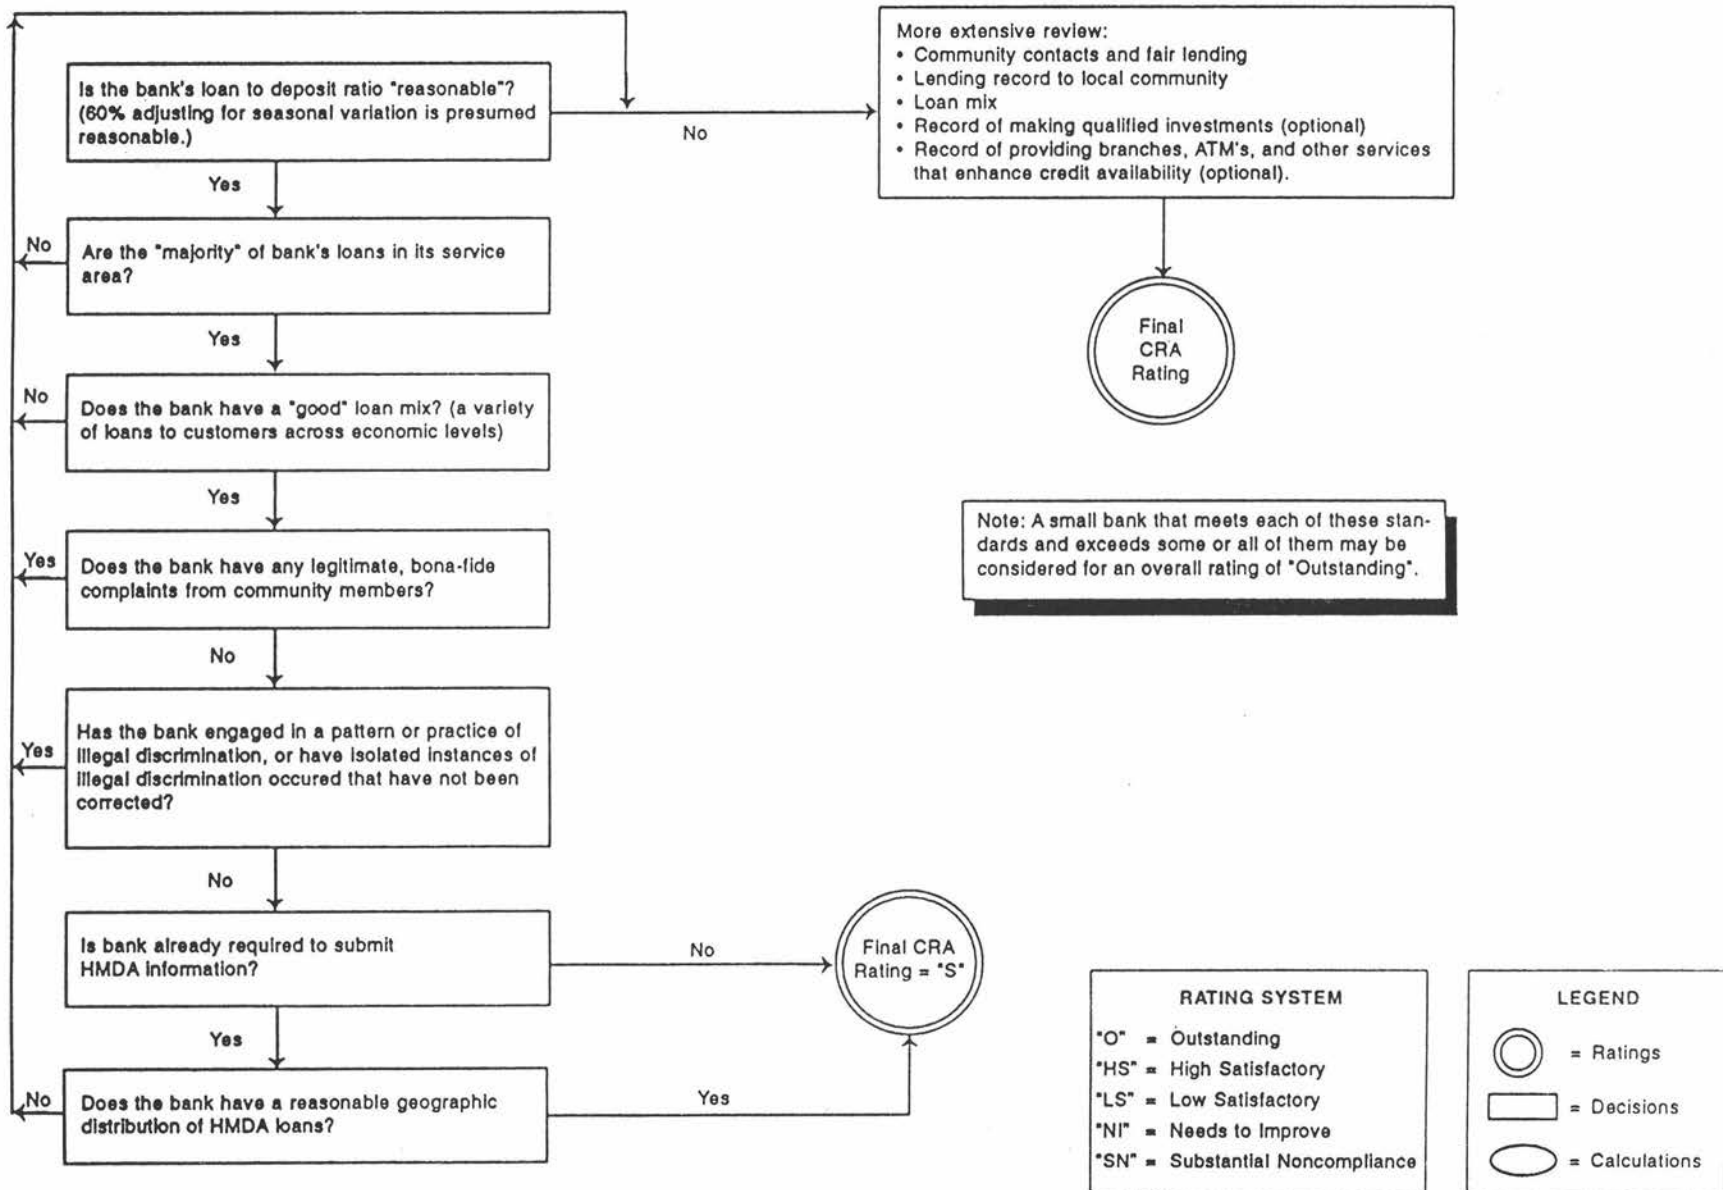 Is the bank's loan to deposit ratio "reasonable"?
(60% adjusting for seasonal variation is presumed
reasonable.)
No
Yes
More extensive review:
• Community contacts and fair lending
• Lending record to local community
• Loan mix
• Record of making qualified investments (optional)
• Record of providing branches, ATM's, and other services
that enhance credit availability (optional).
No
Are the "majority" of bank's loans in its service
area?
Yes
Final
CRA
Rating
No
Does the bank have a "good" loan mix? (a variety
of loans to customers across economic levels)
Yes
Note: A small bank that meets each of these stan-
dards and exceeds some or all of them may be
considered for an overall rating of "Outstanding".
Yes
Does the bank have any legitimate, bona-fide
complaints from community members?
No
Yes
Has the bank engaged in a pattern or practice of
illegal discrimination, or have isolated instances of
illegal discrimination occured that have not been
corrected?
No
Is bank already required to submit
HMDA information?
No
Final CRA
Rating = "S"
Yes
No
Does the bank have a reasonable geographic
distribution of HMDA loans?
Yes
RATING SYSTEM
"O" = Outstanding
"HS" = High Satisfactory
"LS" = Low Satisfactory
"NI" = Needs to Improve
"SN" = Substantial Noncompliance
LEGEND
= Ratings
= Decisions
= Calculations